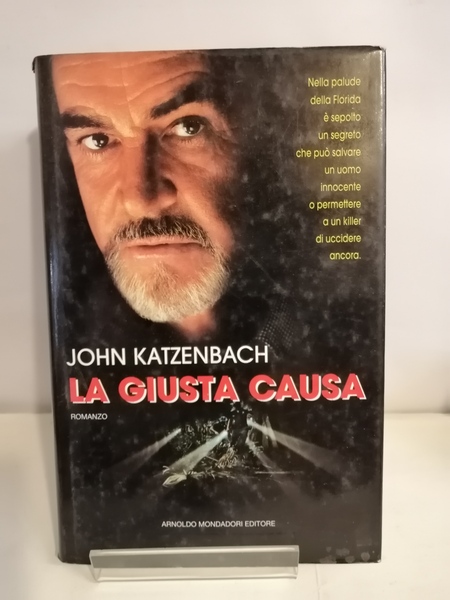 Nella palude
della Florida
è sepolto
un segreto
che può salvare
un uomo
innocente
o permettere
a un killer
di uccidere
ancora.
JOHN KATZENBACH
LA GIUSTA CAUSA
ROMANZO
ARNOLDO MONDADORI EDITORE